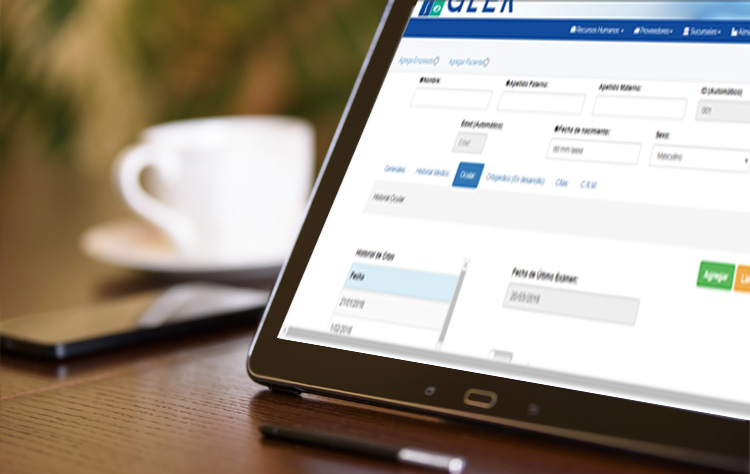 Recursos Humanos Proveedores Sucursales
Agregar Empleado Agregar Paciente
Nombre: Apellido Paterno: Apellido Materno: ID (Automático)
001
Edad (Automático) Fecha de nacimiento: Sexo:
Edad dd/mm/aaaa Masculino
Generales Historial Medico Ocular Ortopedico (En desarrollo) Citas C.R.M
Historial Ocular
Historial de Citas Fecha de Último Exámen: Agregar
Fecha 20/03/2018
21/01/2018
1/02/2018